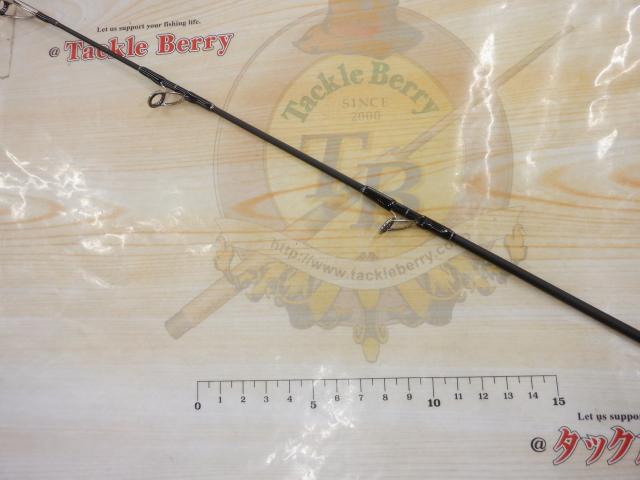 Let us support your fishing life.
@ Tackle Berry
Tackle Berry
SINCE
2000
TB
http://www.tackleberry.co
0 1 2 3 4 5 6 7 8 9 10 11 12 13 14 15
Let us suppo
@ タック